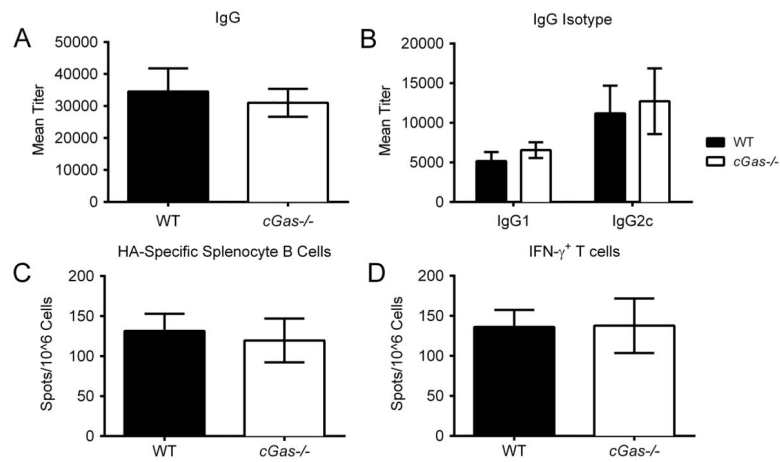 A
IgG
50000
40000
30000
20000
10000
0
Mean Titer
WT
cGas-/-
B
IgG Isotype
20000
15000
10000
5000
0
Mean Titer
IgG1
IgG2c
WT
cGas-/-
C
HA-Specific Splenocyte B Cells
200
150
100
50
0
Spots/10^6 Cells
WT
cGas-/-
D
IFN-γ+ T cells
200
150
100
50
0
Spots/10^6 Cells
WT
cGas-/-